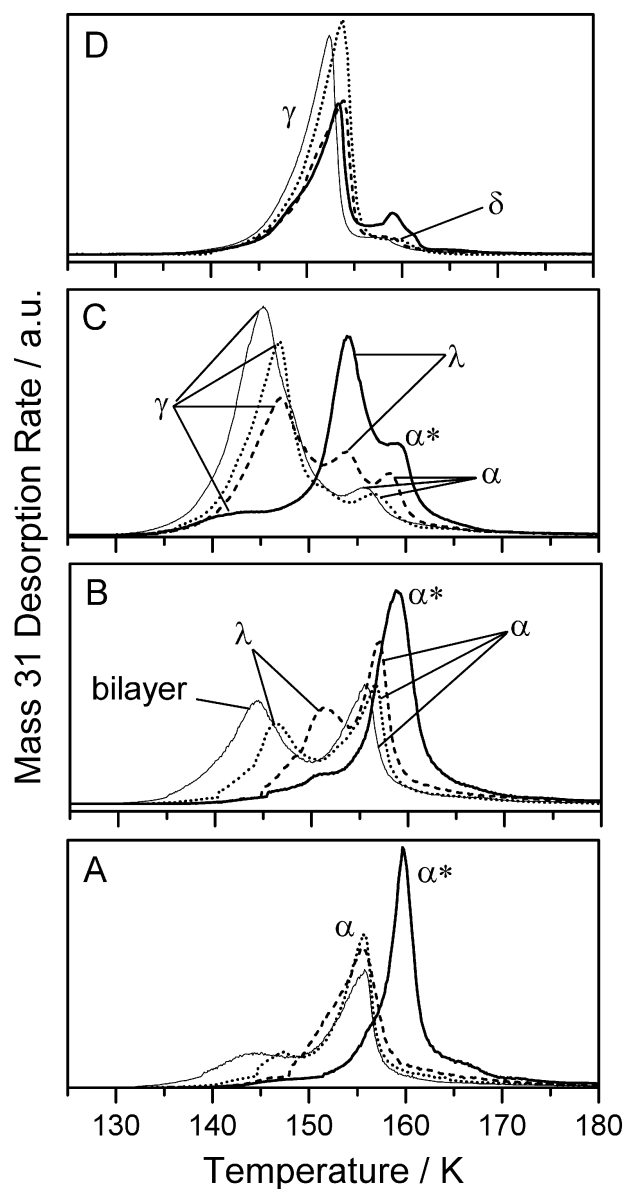 D
γ
δ
C
γ
λ
α*
α
B
λ
α*
α
bilayer
A
α*
α
Mass 31 Desorption Rate / a.u.
130 140 150 160 170 180
Temperature / K